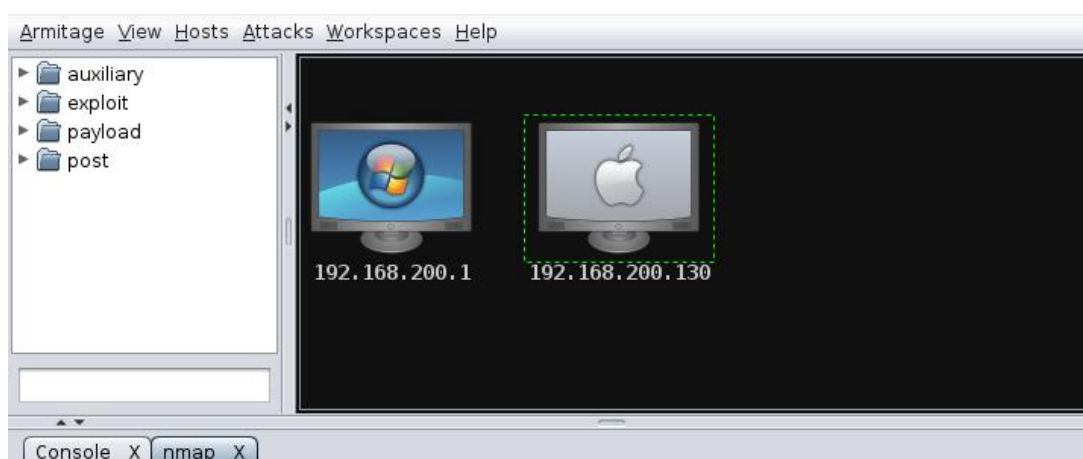 Armitage View Hosts Attacks Workspaces Help
auxiliary
exploit
payload
post
192.168.200.1
192.168.200.130
Console X nmap X